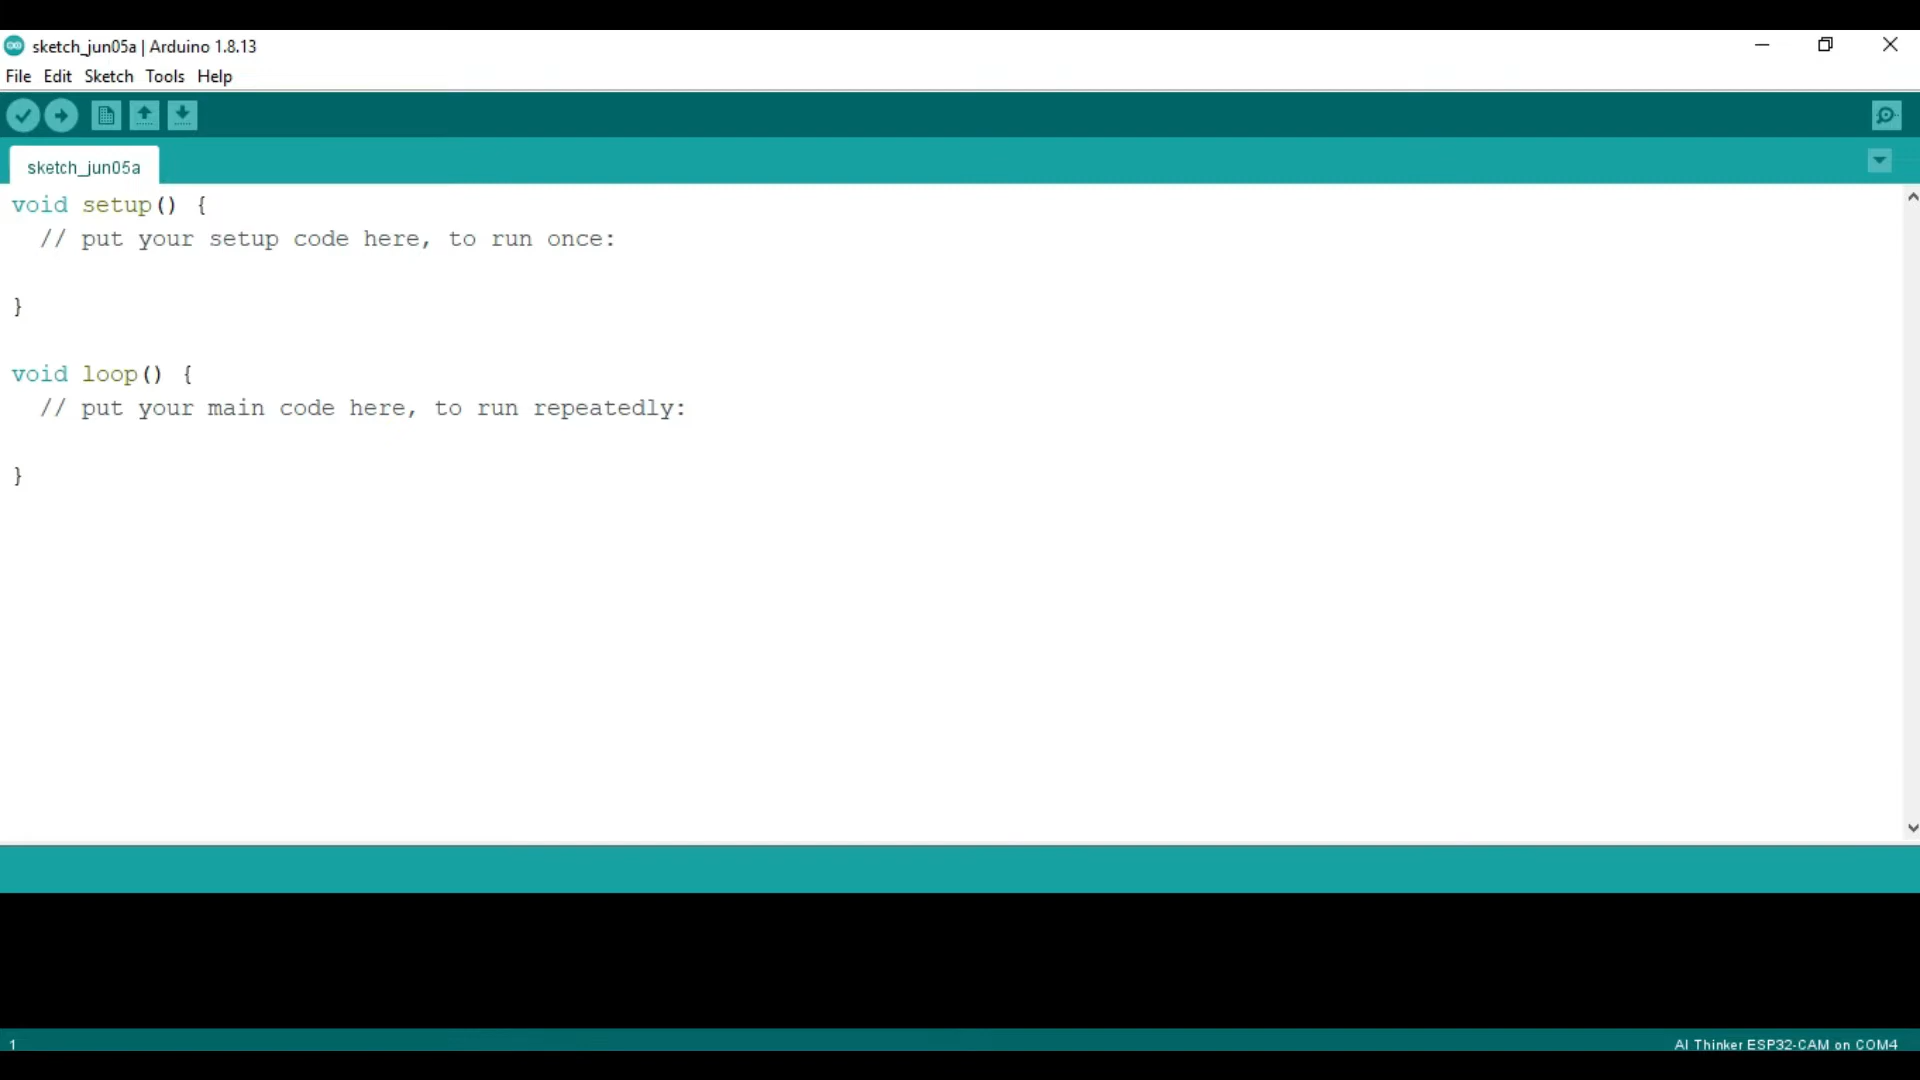 sketch_jun05a | Arduino 1.8.13
File Edit Sketch Tools Help
sketch_jun05a
void setup() {
  // put your setup code here, to run once:
}
void loop() {
  // put your main code here, to run repeatedly:
}
1
AI Thinker ESP32-CAM on COM4